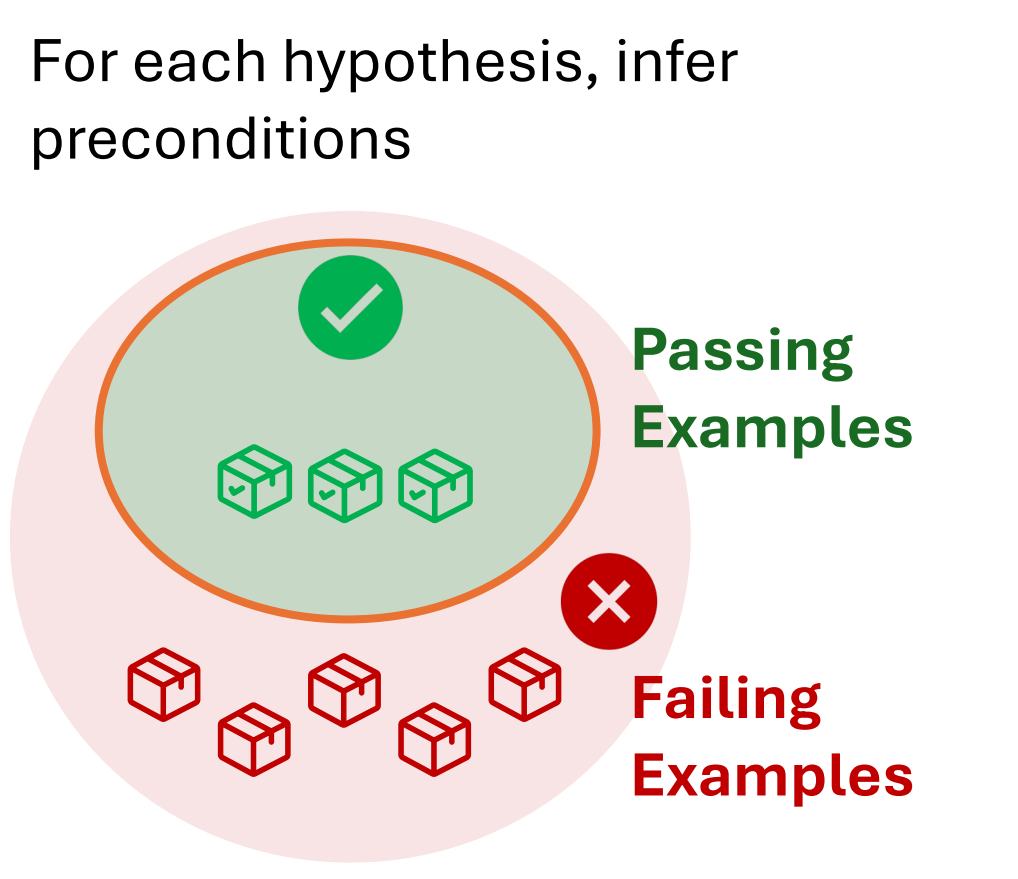 For each hypothesis, infer
preconditions
Passing
Examples
Failing
Examples